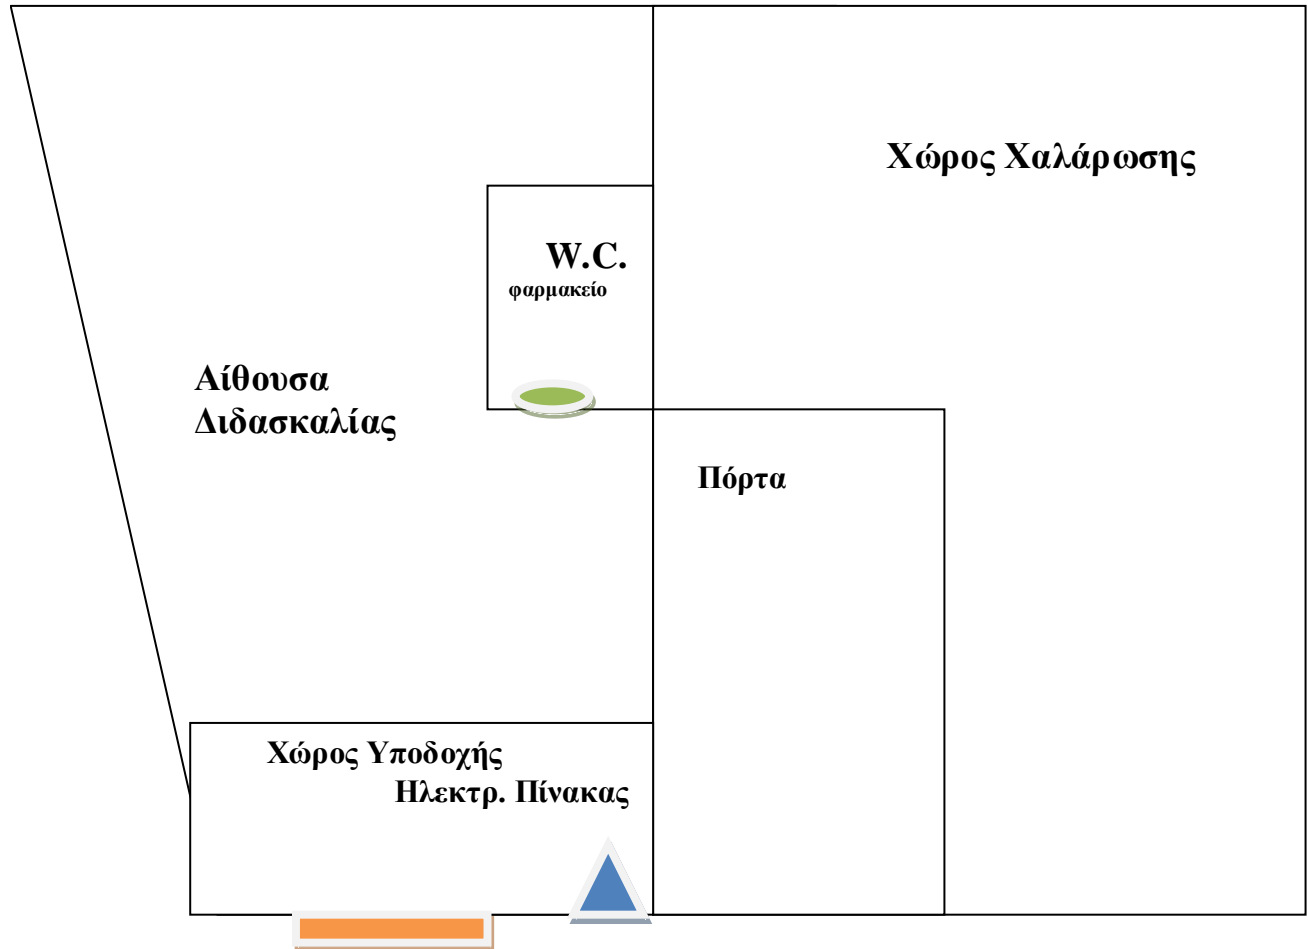 Χώρος Χαλάρωσης
W.C.
φαρμακείο
Αίθουσα
Διδασκαλίας
Πόρτα
Χώρος Υποδοχής
Ηλεκτρ. Πίνακας